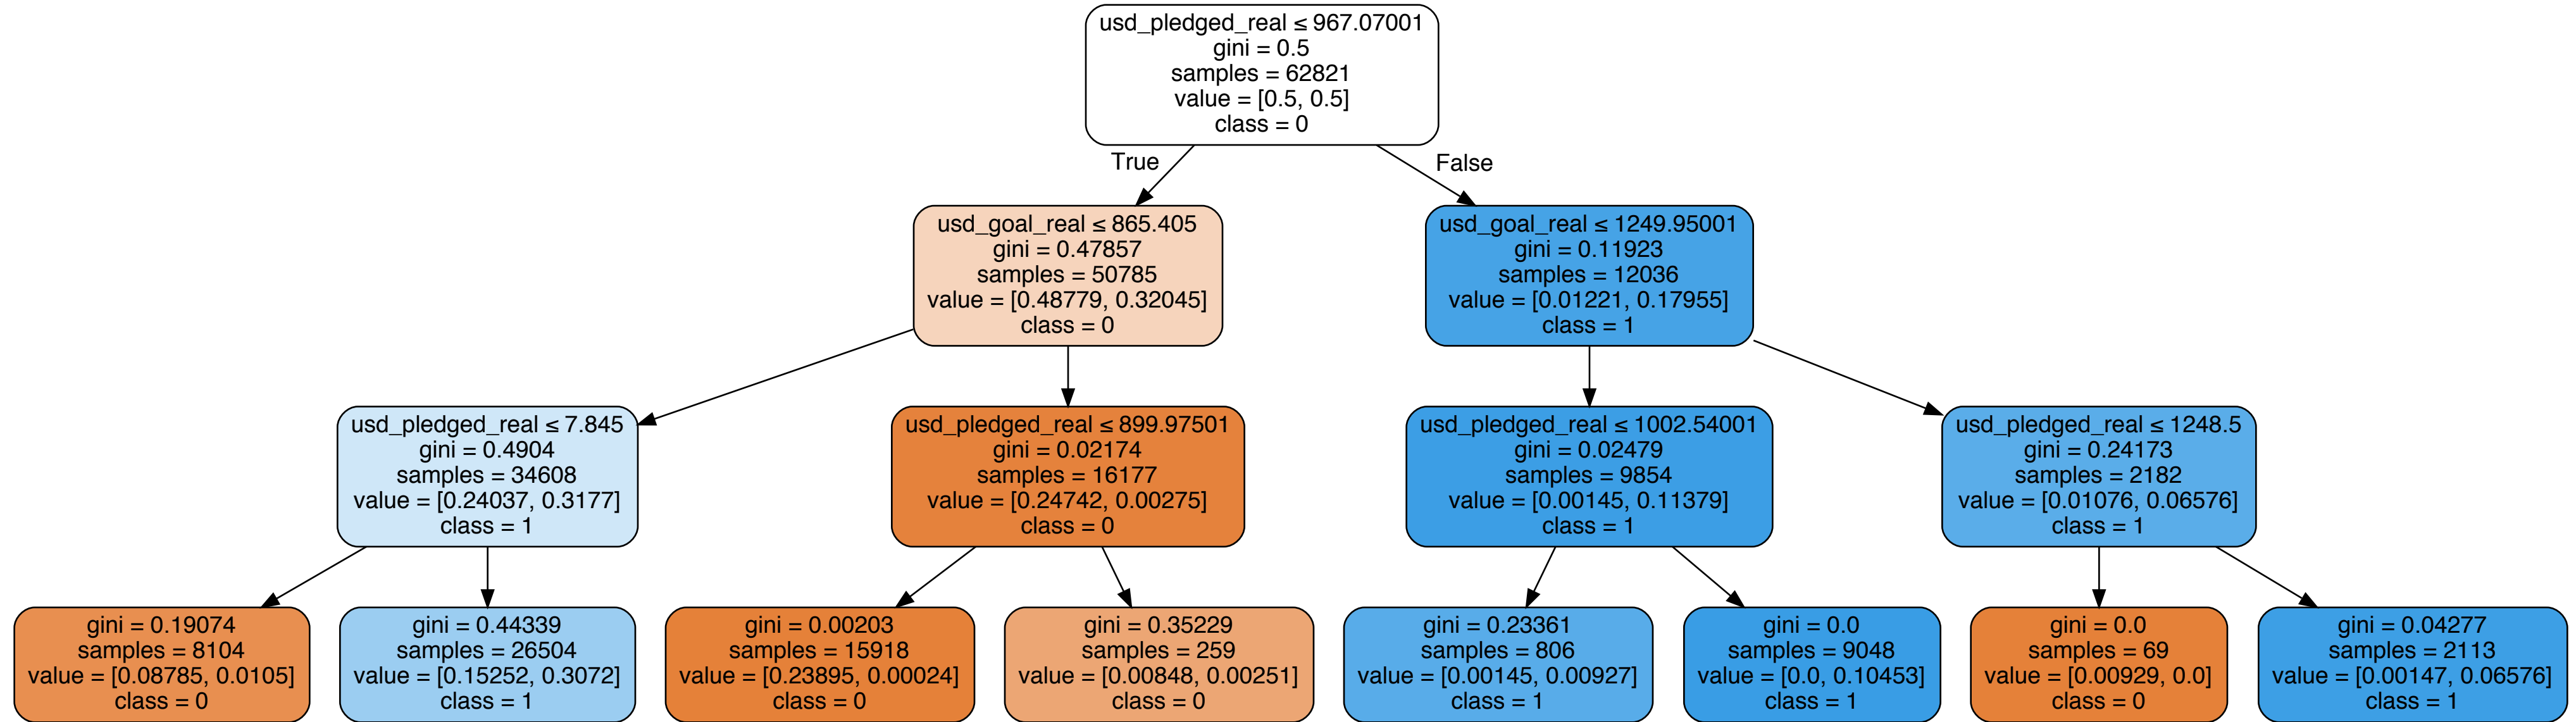 usd_pledged_real ≤ 967.07001
gini = 0.5
samples = 62821
value = [0.5, 0.5]
class = 0
True
False
usd_goal_real ≤ 865.405
gini = 0.47857
samples = 50785
value = [0.48779, 0.32045]
class = 0
usd_goal_real ≤ 1249.95001
gini = 0.11923
samples = 12036
value = [0.01221, 0.17955]
class = 1
usd_pledged_real ≤ 7.845
gini = 0.4904
samples = 34608
value = [0.24037, 0.3177]
class = 1
usd_pledged_real ≤ 899.97501
gini = 0.02174
samples = 16177
value = [0.24742, 0.00275]
class = 0
usd_pledged_real ≤ 1002.54001
gini = 0.02479
samples = 9854
value = [0.00145, 0.11379]
class = 1
usd_pledged_real ≤ 1248.5
gini = 0.24173
samples = 2182
value = [0.01076, 0.06576]
class = 1
gini = 0.19074
samples = 8104
value = [0.08785, 0.0105]
class = 0
gini = 0.44339
samples = 26504
value = [0.15252, 0.3072]
class = 1
gini = 0.00203
samples = 15918
value = [0.23895, 0.00024]
class = 0
gini = 0.35229
samples = 259
value = [0.00848, 0.00251]
class = 0
gini = 0.23361
samples = 806
value = [0.00145, 0.00927]
class = 1
gini = 0.0
samples = 9048
value = [0.0, 0.10453]
class = 1
gini = 0.0
samples = 69
value = [0.00929, 0.0]
class = 0
gini = 0.04277
samples = 2113
value = [0.00147, 0.06576]
class = 1